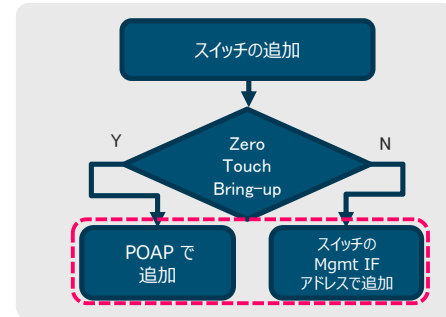 スイッチの追加
Y
N
Zero
Touch
Bring-up
POAP で
追加
スイッチの
Mgmt IF
アドレスで追加